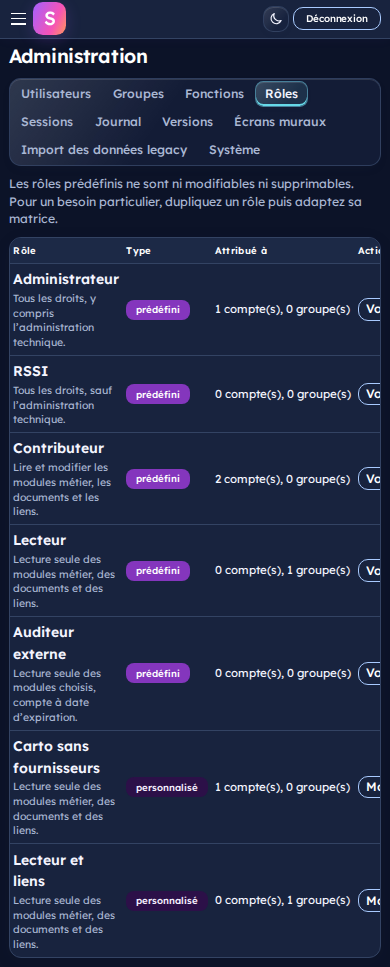 S
Déconnexion
Administration
Utilisateurs Groupes Fonctions Rôles
Sessions Journal Versions Écrans muraux
Import des données legacy Système
Les rôles prédéfinis ne sont ni modifiables ni supprimables.
Pour un besoin particulier, dupliquez un rôle puis adaptez sa
matrice.
Rôle Type Attribué à
Administrateur
Tous les droits, y
compris
l'administration
technique.
prédéfini
1 compte(s), 0 groupe(s)
RSSI
Tous les droits, sauf
l'administration
technique.
prédéfini
0 compte(s), 0 groupe(s)
Contributeur
Lire et modifier les
modules métier, les
documents et les
liens.
prédéfini
2 compte(s), 0 groupe(s)
Lecteur
Lecture seule des
modules métier, des
documents et des
liens.
prédéfini
0 compte(s), 1 groupe(s)
Auditeur
externe
Lecture seule des
modules choisis,
compte à date
d'expiration.
prédéfini
0 compte(s), 0 groupe(s)
Carto sans
fournisseurs
Lecture seule des
modules métier, des
documents et des
liens.
personnalisé
1 compte(s), 0 groupe(s)
Lecteur et
liens
Lecture seule des
modules métier, des
documents et des
liens.
personnalisé
0 compte(s), 1 groupe(s)